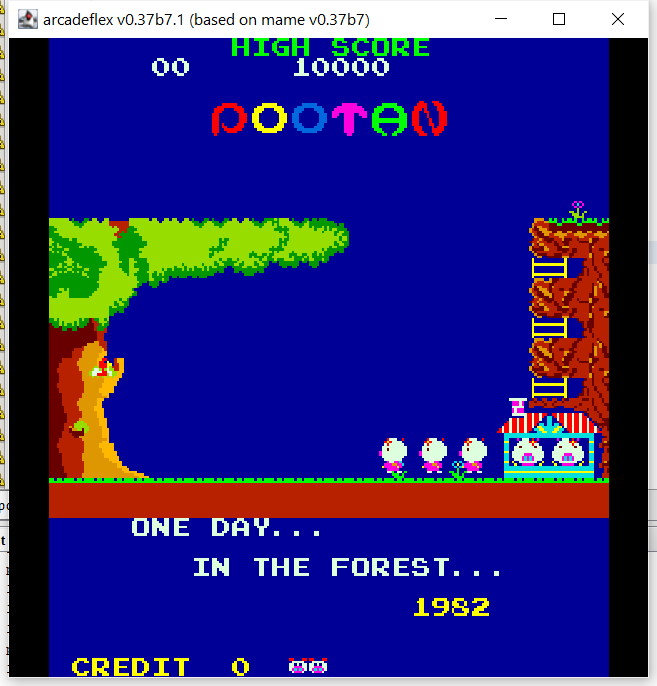 arcadeflex v0.37b7.1 (based on mame v0.37b7)
HIGH SCORE
00 10000
POOTAN
ONE DAY...
IN THE FOREST...
1982
CREDIT 0